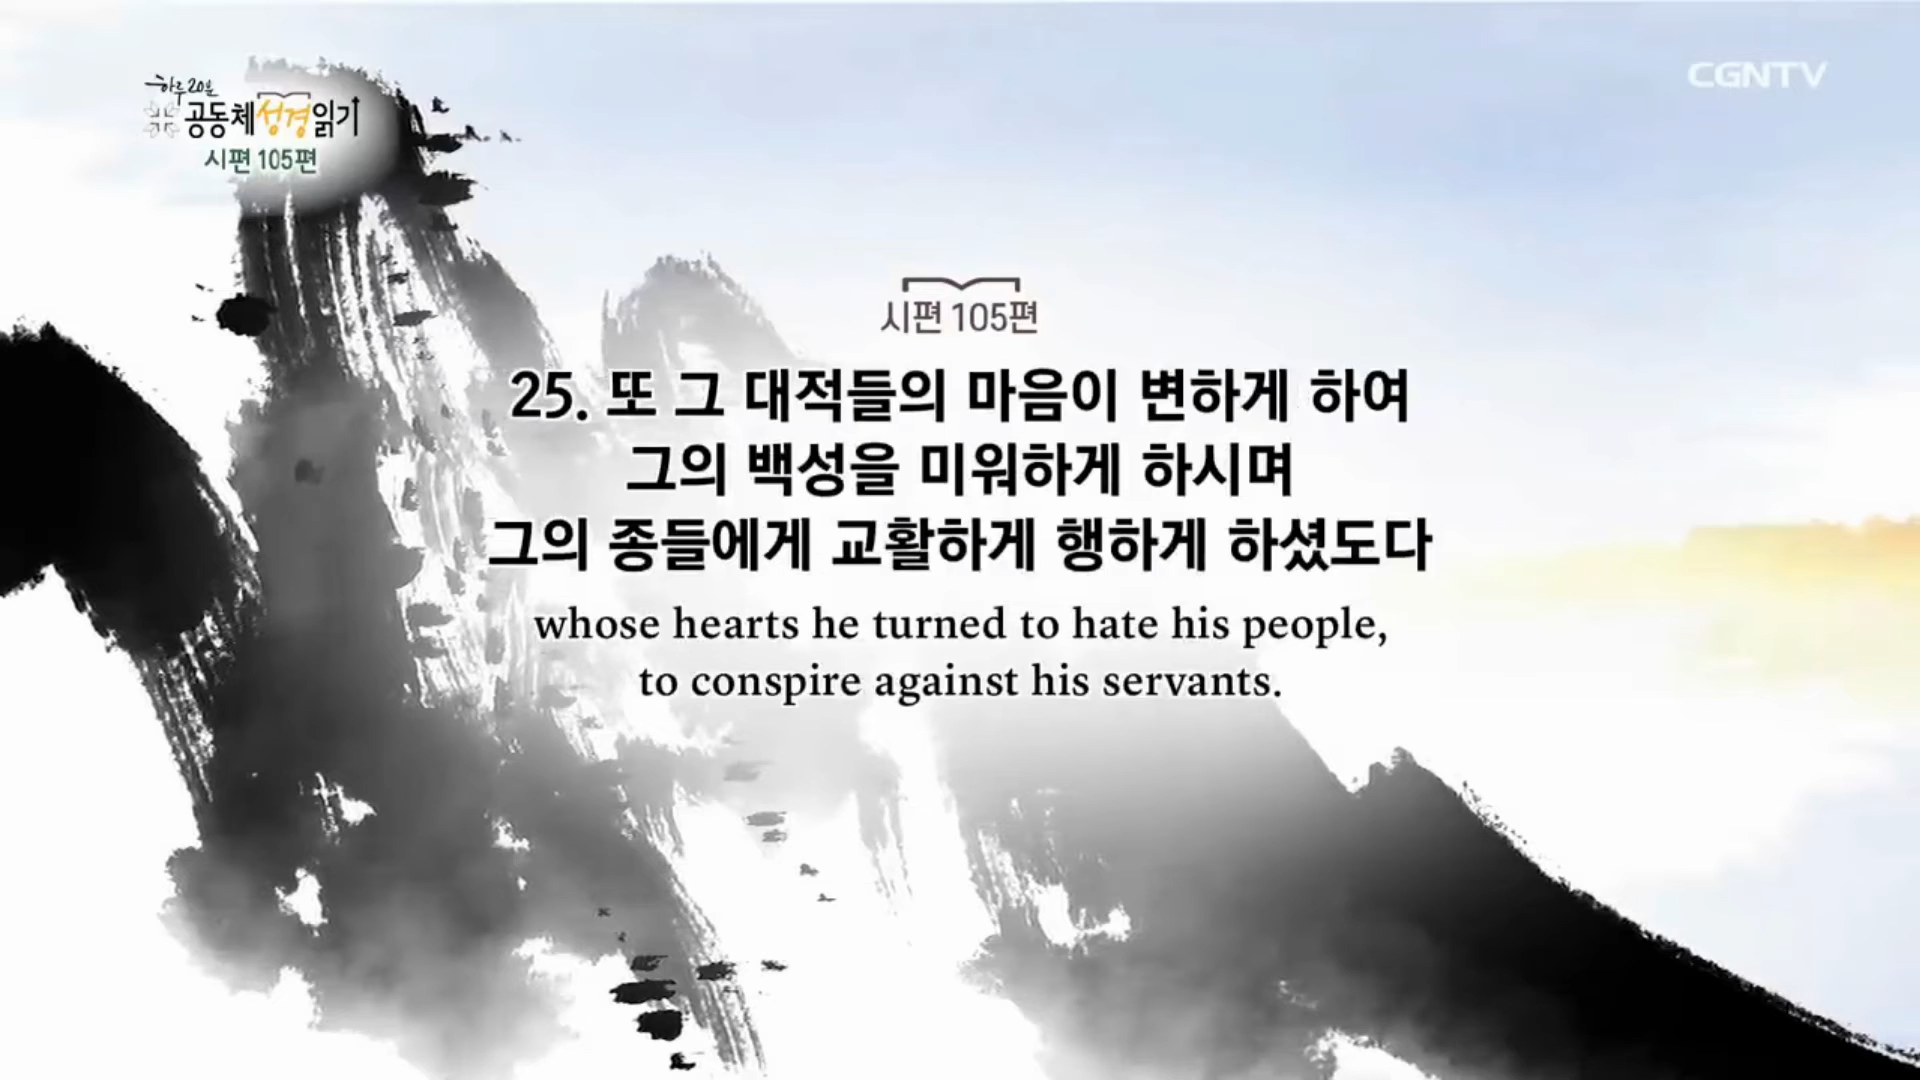 하루 20분
공동체성경읽기
시편 105편
CGNTV
시편 105편
25. 또 그 대적들의 마음이 변하게 하여
그의 백성을 미워하게 하시며
그의 종들에게 교활하게 행하게 하셨도다
whose hearts he turned to hate his people,
to conspire against his servants.